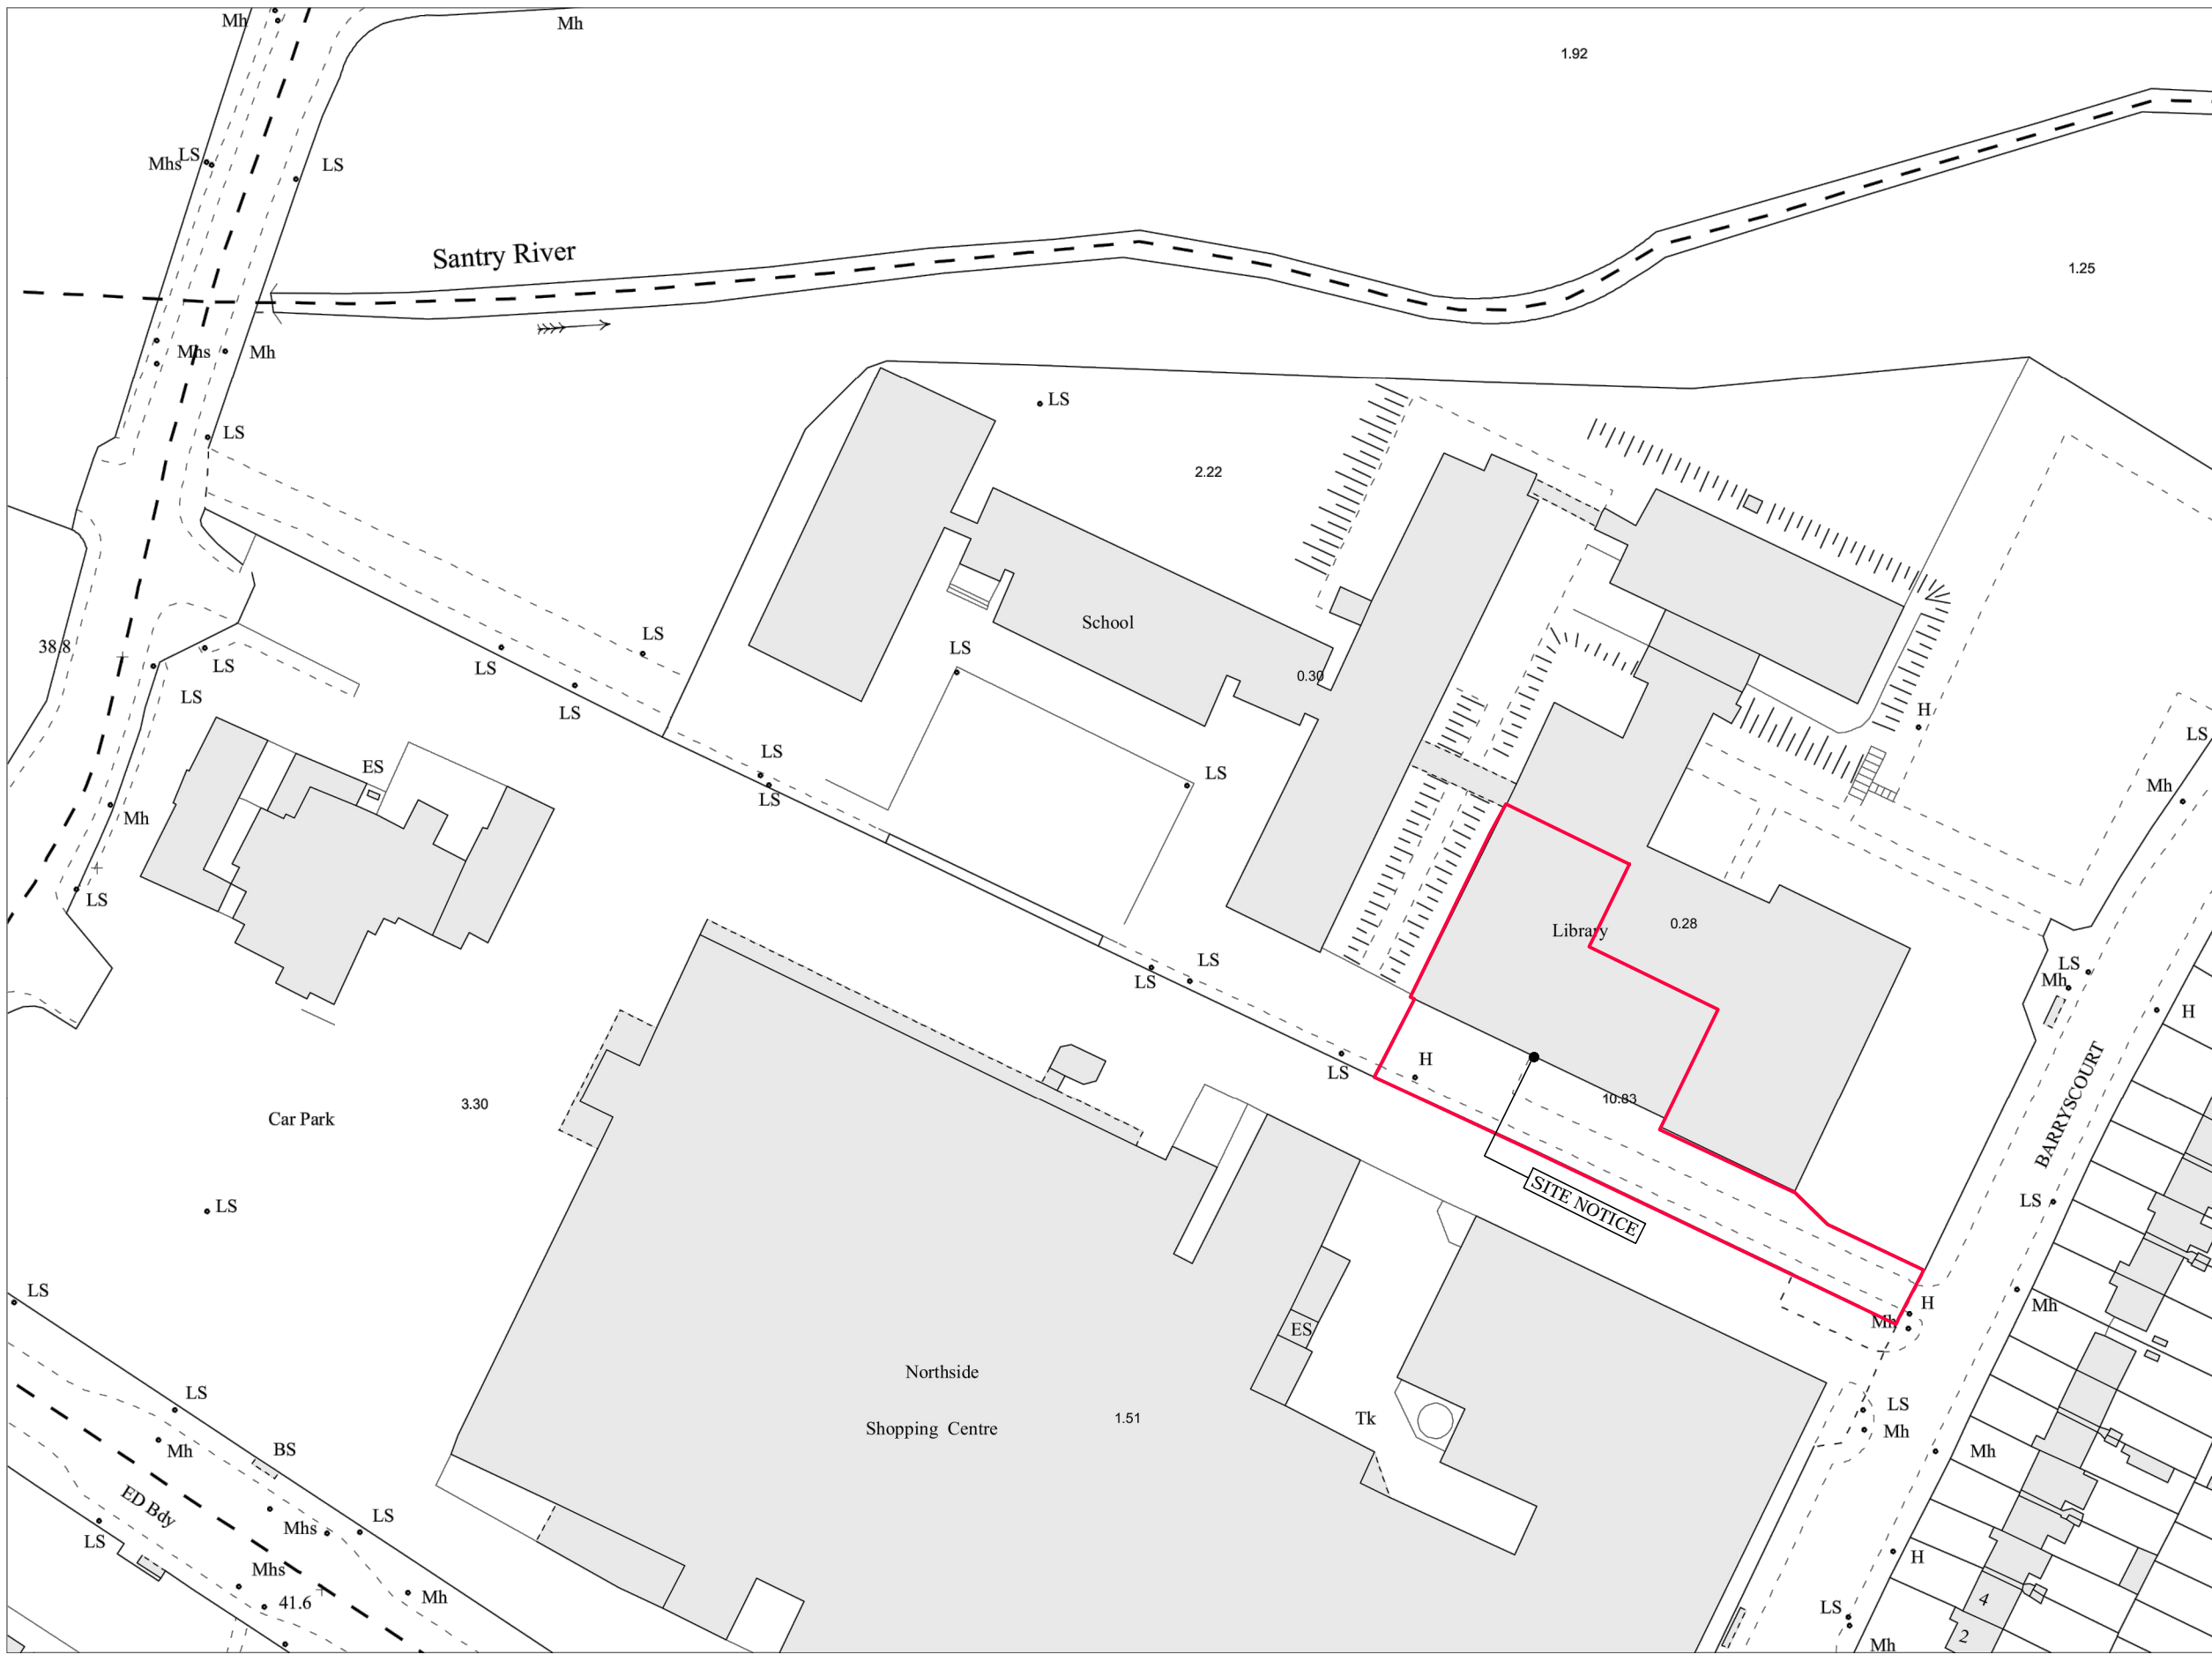 Mh
Mh
1.92
LS
Mhs
LS
Santry River
1.25
Mhs
Mh
LS
LS
2.22
School
38.8
LS
LS
LS
LS
LS
LS
0.30
H
LS
LS
LS
ES
LS
LS
Mh
Mh
LS
Library
0.28
LS
LS
LS
Mh
H
LS
H
BARRYSCOURT
Car Park
3.30
10.83
SITE NOTICE
LS
LS
LS
H
Mh
Mh
ES
Northside
Shopping Centre
1.51
Tk
LS
Mh
LS
Mh
BS
Mh
ED Bdy
Mhs
LS
LS
Mhs
41.6
Mh
H
4
LS
2
Mh